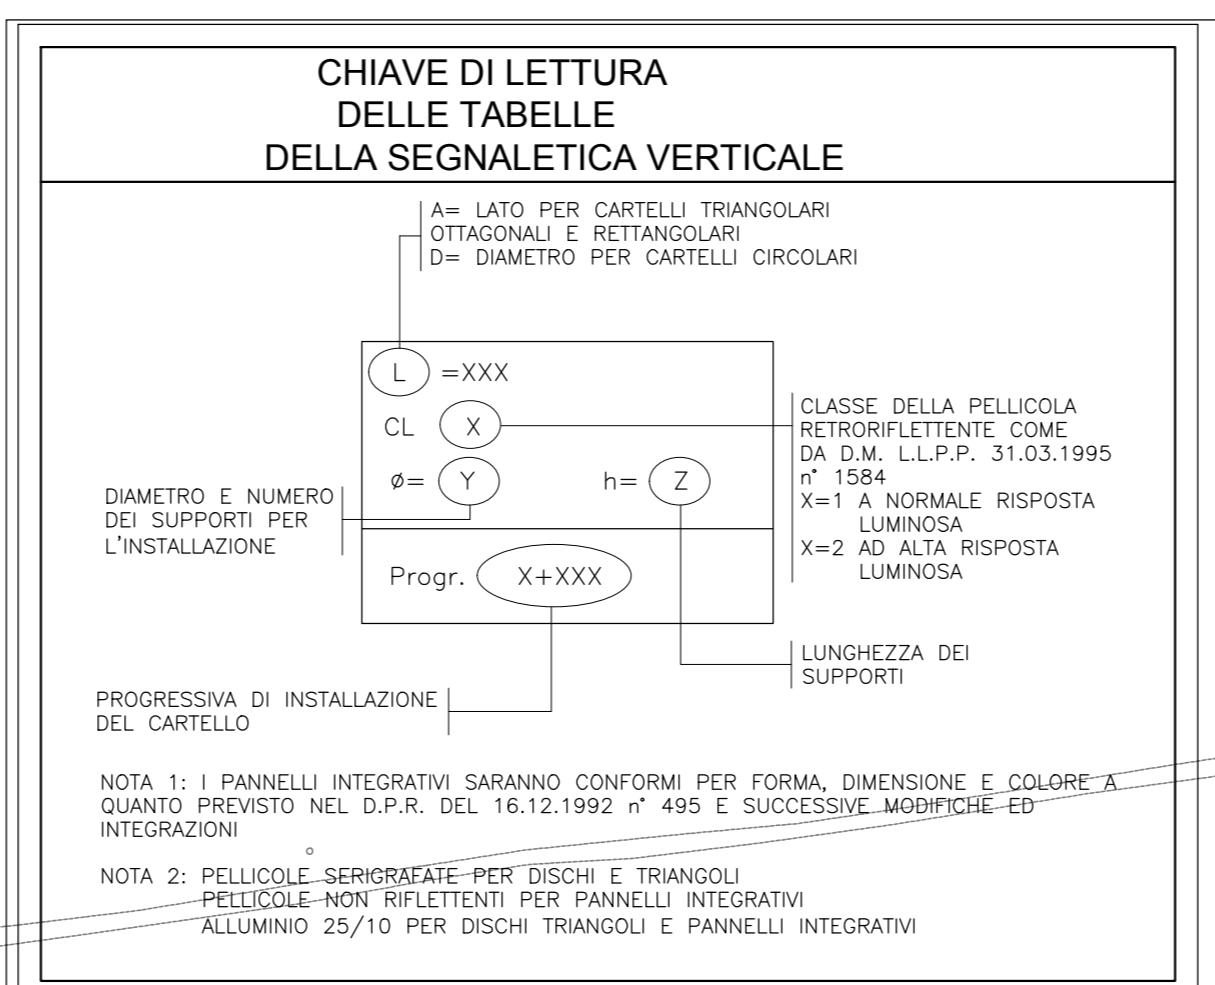 CHIAVE DI LETTURA
DELLE TABELLE
DELLA SEGNALETICA VERTICALE
A= LATO PER CARTELLI TRIANGOLARI
OTTAGONALI E RETTANGOLARI
D= DIAMETRO PER CARTELLI CIRCOLARI
L =XXX
CL X
ø= Y h= Z
Progr. X+XXX
CLASSE DELLA PELLICOLA
RETRORIFLETTENTE COME
DA D.M. L.L.P.P. 31.03.1995
n° 1584
X=1 A NORMALE RISPOSTA
LUMINOSA
X=2 AD ALTA RISPOSTA
LUMINOSA
DIAMETRO E NUMERO
DEI SUPPORTI PER
L'INSTALLAZIONE
LUNGHEZZA DEI
SUPPORTI
PROGRESSIVA DI INSTALLAZIONE
DEL CARTELLO
NOTA 1: I PANNELLI INTEGRATIVI SARANNO CONFORMI PER FORMA, DIMENSIONE E COLORE A
QUANTO PREVISTO NEL D.P.R. DEL 16.12.1992 n° 495 E SUCCESSIVE MODIFICHE ED
INTEGRAZIONI
NOTA 2: PELLICOLE SERIGRAFATE PER DISCHI E TRIANGOLI
PELLICOLE NON RIFLETTENTI PER PANNELLI INTEGRATIVI
ALLUMINIO 25/10 PER DISCHI TRIANGOLI E PANNELLI INTEGRATIVI